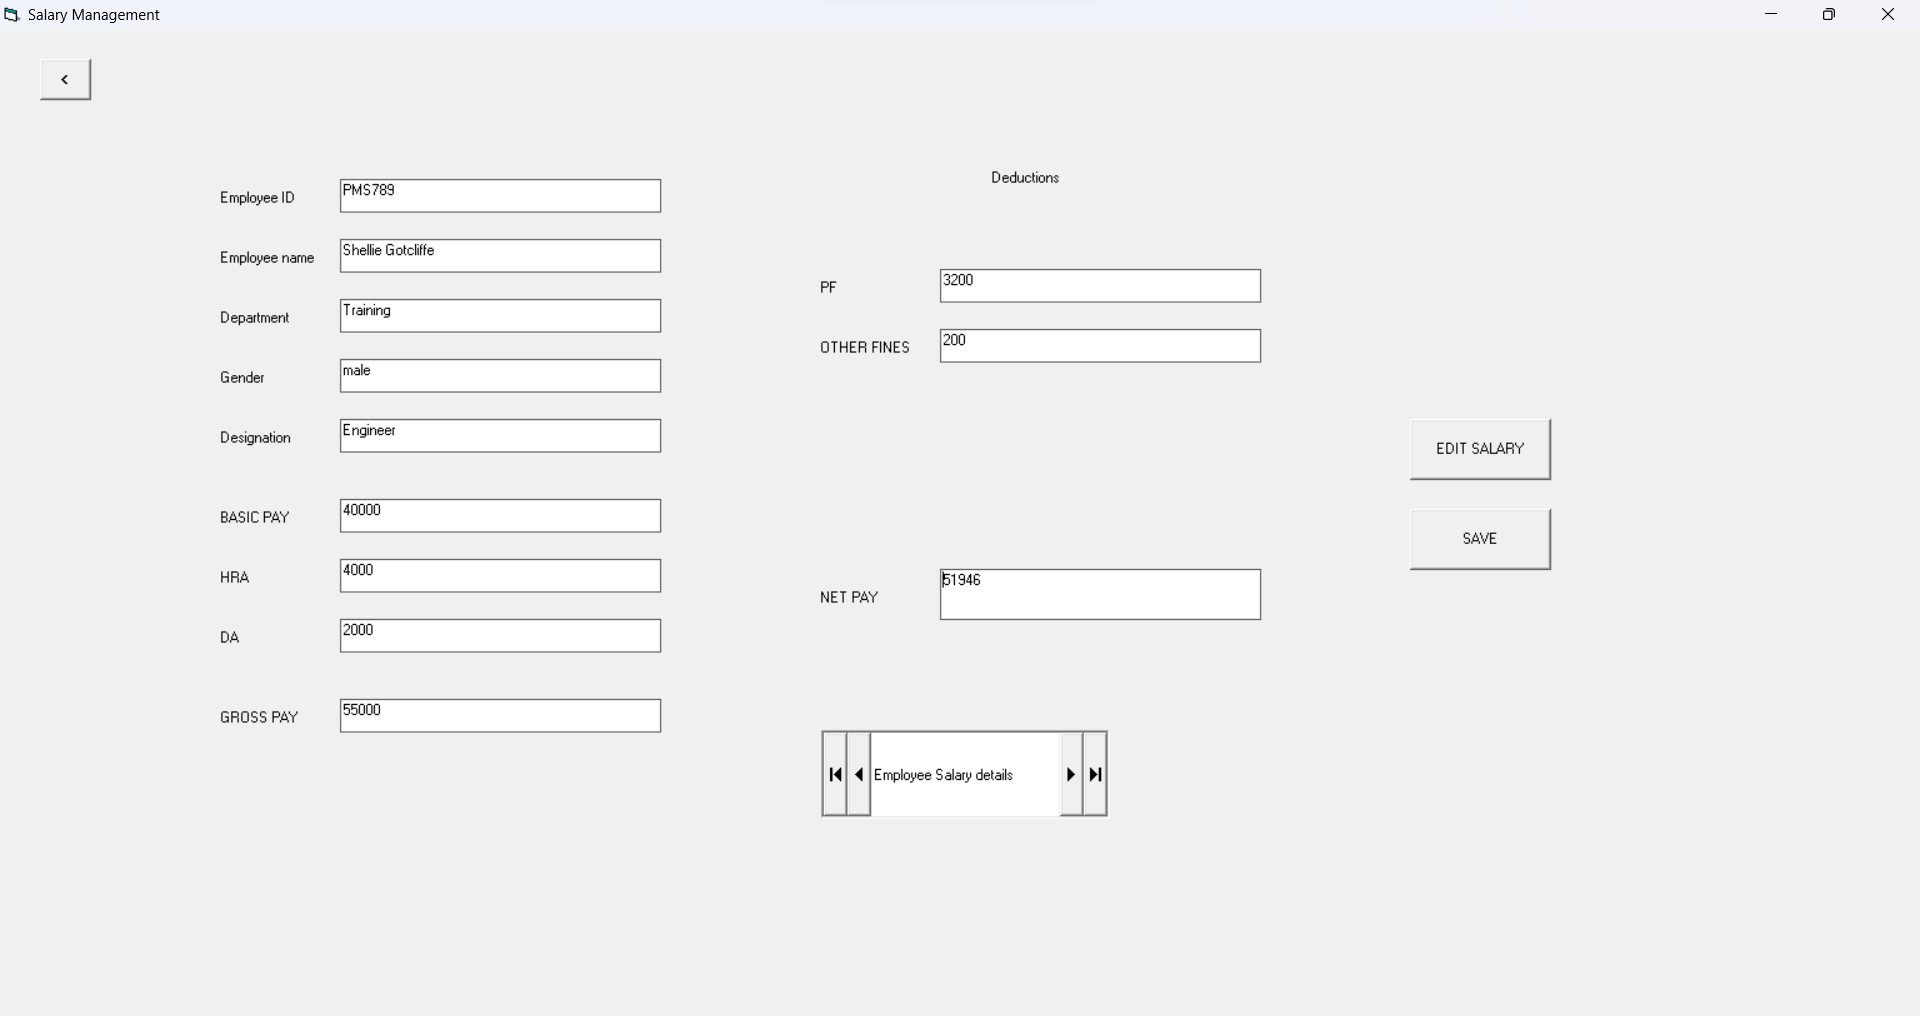 Salary Management
<
Employee ID PMS789
Employee name Shellie Gotcliffe
Department Training
Gender male
Designation Engineer
BASIC PAY 40000
HRA 4000
DA 2000
GROSS PAY 55000
Deductions
PF 3200
OTHER FINES 200
NET PAY 51946
Employee Salary details
EDIT SALARY
SAVE